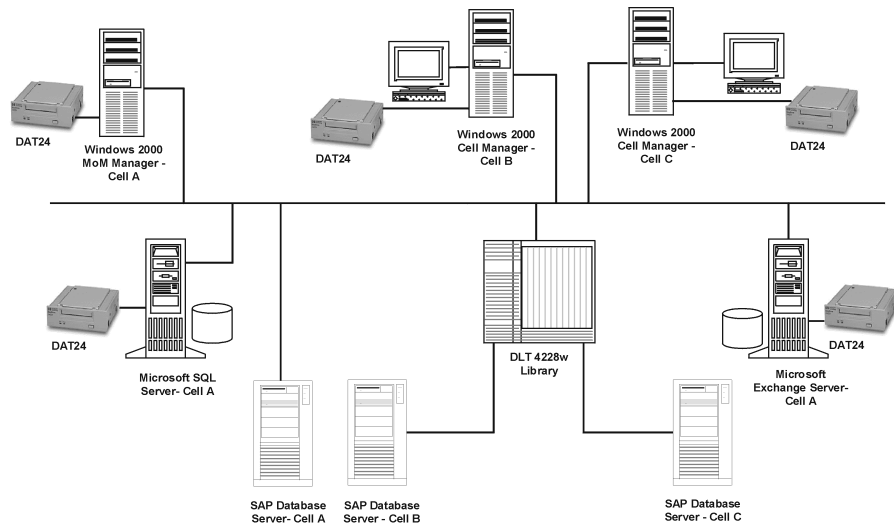 DAT24
Windows 2000
MoM Manager -
Cell A
DAT24
Windows 2000
Cell Manager -
Cell B
Windows 2000
Cell Manager -
Cell C
DAT24
DAT24
Microsoft SQL
Server- Cell A
DLT 4228w
Library
DAT24
Microsoft
Exchange Server-
Cell A
SAP Database
Server- Cell A
SAP Database
Server - Cell B
SAP Database
Server - Cell C